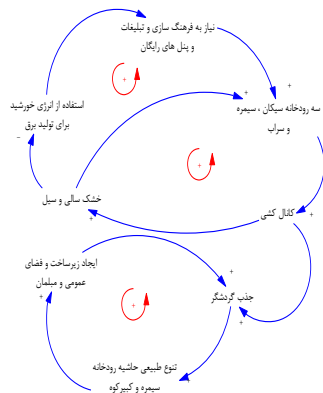 نیاز به فرهنگ سازی و تبلیغات
و پنل های رایگان
سه رودخانه سیکان ، سیمره
و سراب
استفاده از انرژی خورشید
برای تولید برق
خشک سالی و سیل
کانال کشی
ایجاد زیرساخت و فضای
عمومی و مبلمان
جذب گردشگر
تنوع طبیعی حاشیه رودخانه
سیمره و کبیرکوه